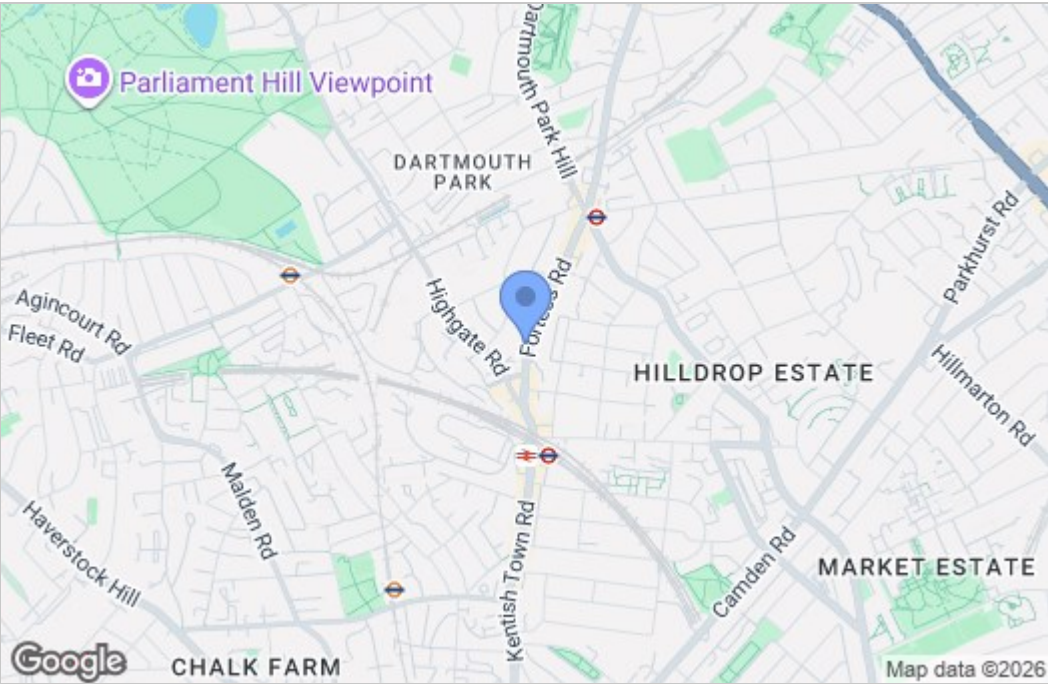 Dartmouth Park Hill
Parliament Hill Viewpoint
DARTMOUTH
PARK
Parkhurst Rd
Agincourt Rd
Fleet Rd
Highgate Rd
Fortess Rd
HILLDROP ESTATE
Hillmarton Rd
Malden Rd
Haverstock Hill
Kentish Town Rd
Camden Rd
MARKET ESTATE
Google
CHALK FARM
Map data ©2026